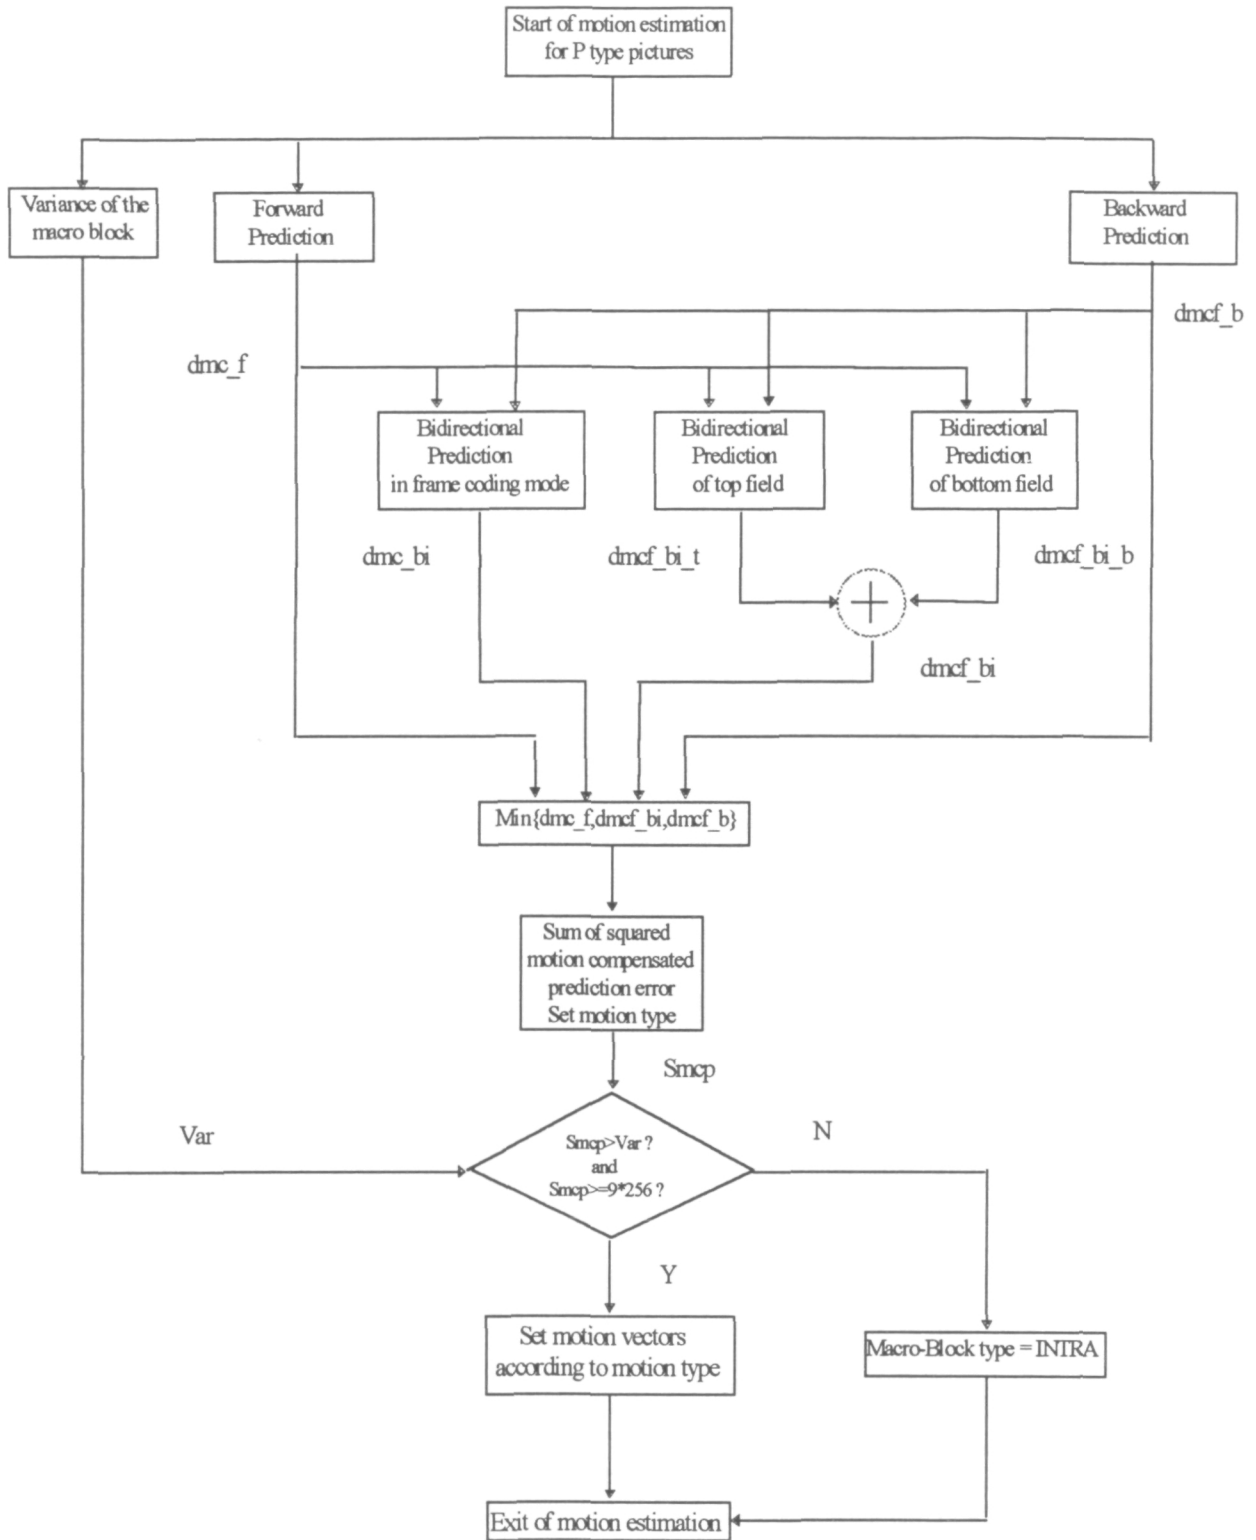 Start of motion estimation
for P type pictures
Variance of the
macro block
Forward
Prediction
Backward
Prediction
dmcf_b
dmc_f
Bidirectional
Prediction
in frame coding mode
Bidirectional
Prediction
of top field
Bidirectional
Prediction
of bottom field
dmc_bi
dmcf_bi_t
dmcf_bi_b
dmcf_bi
Min{dmc_f,dmcf_bi,dmcf_b}
Sum of squared
motion compensated
prediction error
Set motion type
Smcp
Var
Smcp>Var ?
and
Smcp>=9*256 ?
N
Y
Set motion vectors
according to motion type
Macro-Block type = INTRA
Exit of motion estimation